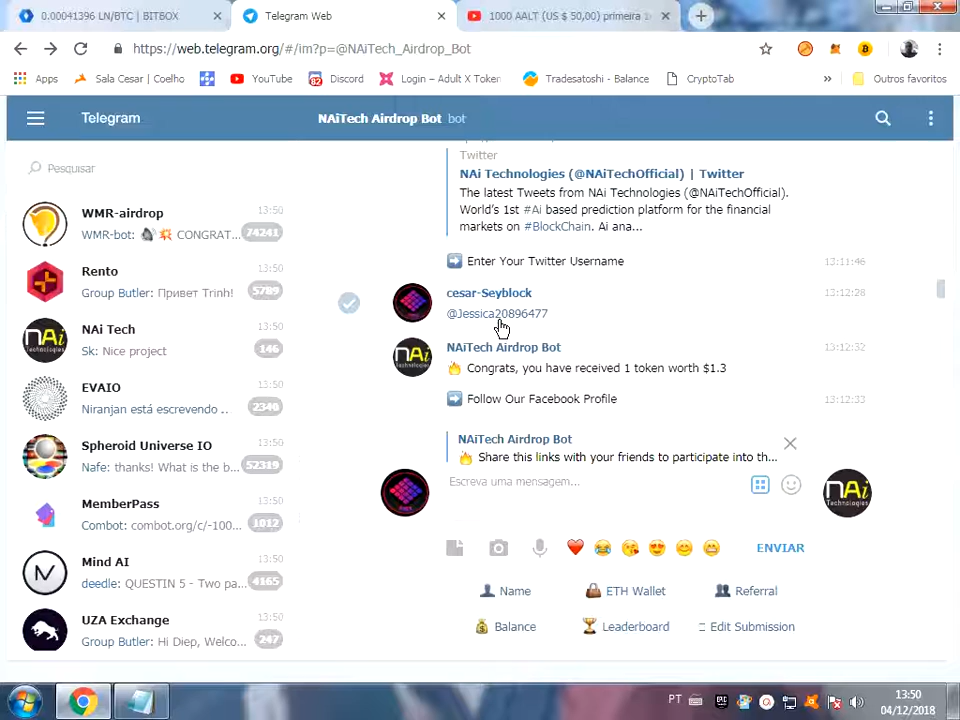 0.00041396 LN/BTC | BITBOX
Telegram Web
1000 AALT (US $ 50,00) primeira 1
https://web.telegram.org/#/im?p=@NAiTech_Airdrop_Bot
Apps
Sala Cesar | Coelho
YouTube
82
Discord
Login – Adult X Token
Tradesatoshi - Balance
CryptoTab
»
Outros favoritos
Telegram
NAiTech Airdrop Bot bot
Pesquisar
WMR-airdrop 13:50
WMR-bot: CONGRAT... 74241
Rento 13:50
Group Butler: Привет Trinh! 5789
NAi Tech 13:50
Sk: Nice project 146
EVAIO 13:50
Niranjan está escrevendo .. 2340
Spheroid Universe IO 13:50
Nafe: thanks! What is the b... 52319
MemberPass 13:50
Combot: combot.org/c/-100... 1012
Mind AI 13:50
deedle: QUESTIN 5 - Two pa... 4165
UZA Exchange 13:50
Group Butler: Hi Diep, Welco... 247
Twitter
NAi Technologies (@NAiTechOfficial) | Twitter
The latest Tweets from NAi Technologies (@NAiTechOfficial).
World's 1st #Ai based prediction platform for the financial
markets on #BlockChain. Ai ana...
Enter Your Twitter Username 13:11:46
cesar-Seyblock 13:12:28
@Jessica20896477
NAiTech Airdrop Bot 13:12:32
Congrats, you have received 1 token worth $1.3
Follow Our Facebook Profile 13:12:33
NAiTech Airdrop Bot
Share this links with your friends to participate into th...
Escreva uma mensagem...
NAi
Technologies
ENVIAR
Name
ETH Wallet
Referral
Balance
Leaderboard
Edit Submission
PT
13:50
04/12/2018